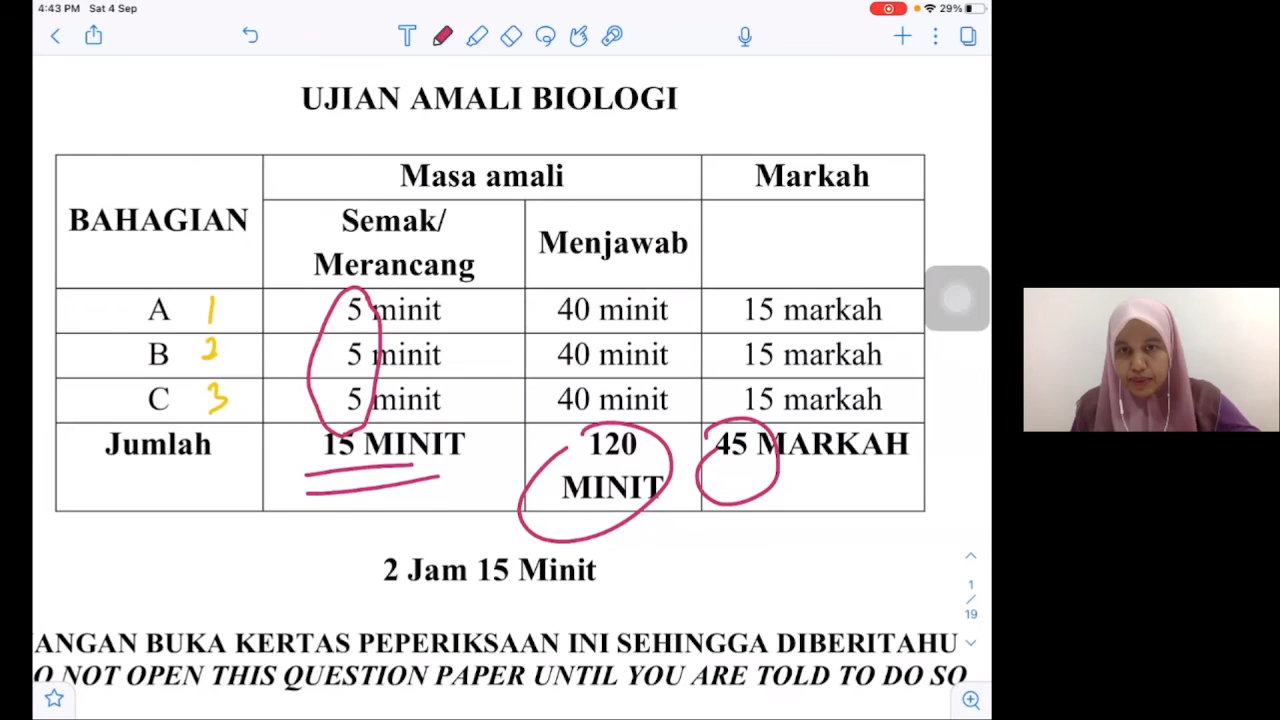 4:43 PM Sat 4 Sep
29%
T
UJIAN AMALI BIOLOGI
BAHAGIAN
Masa amali
Markah
Semak/
Merancang
Menjawab
A 1 5 minit 40 minit 15 markah
B 2 5 minit 40 minit 15 markah
C 3 5 minit 40 minit 15 markah
Jumlah 15 MINIT 120 45 MARKAH
MINIT
2 Jam 15 Minit
1
/
19
JANGAN BUKA KERTAS PEPERIKSAAN INI SEHINGGA DIBERITAHU
O NOT OPEN THIS QUESTION PAPER UNTIL YOU ARE TOLD TO DO SO